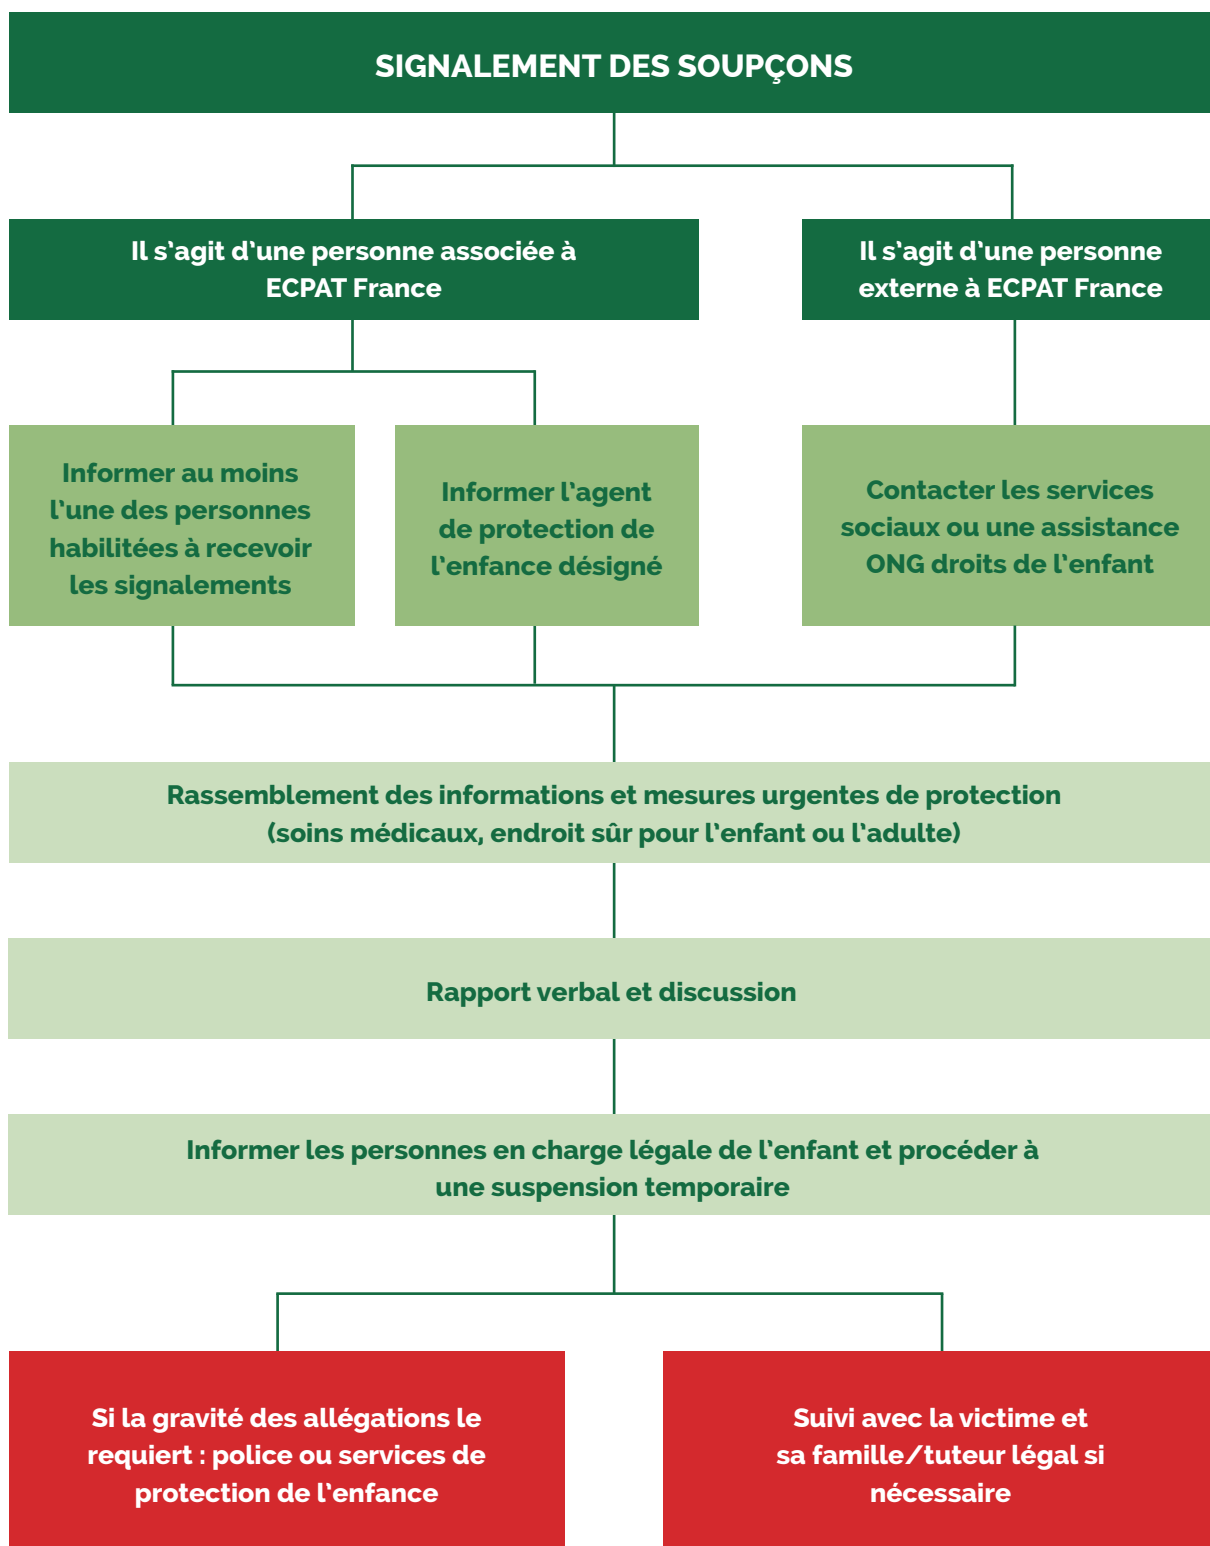 SIGNALEMENT DES SOUPÇONS
Il s’agit d’une personne associée à
ECPAT France
Il s’agit d’une personne
externe à ECPAT France
Informer au moins
l’une des personnes
habilitées à recevoir
les signalements
Informer l’agent
de protection de
l’enfance désigné
Contacter les services
sociaux ou une assistance
ONG droits de l’enfant
Rassemblement des informations et mesures urgentes de protection
(soins médicaux, endroit sûr pour l’enfant ou l’adulte)
Rapport verbal et discussion
Informer les personnes en charge légale de l’enfant et procéder à
une suspension temporaire
Si la gravité des allégations le
requiert : police ou services de
protection de l’enfance
Suivi avec la victime et
sa famille/tuteur légal si
nécessaire